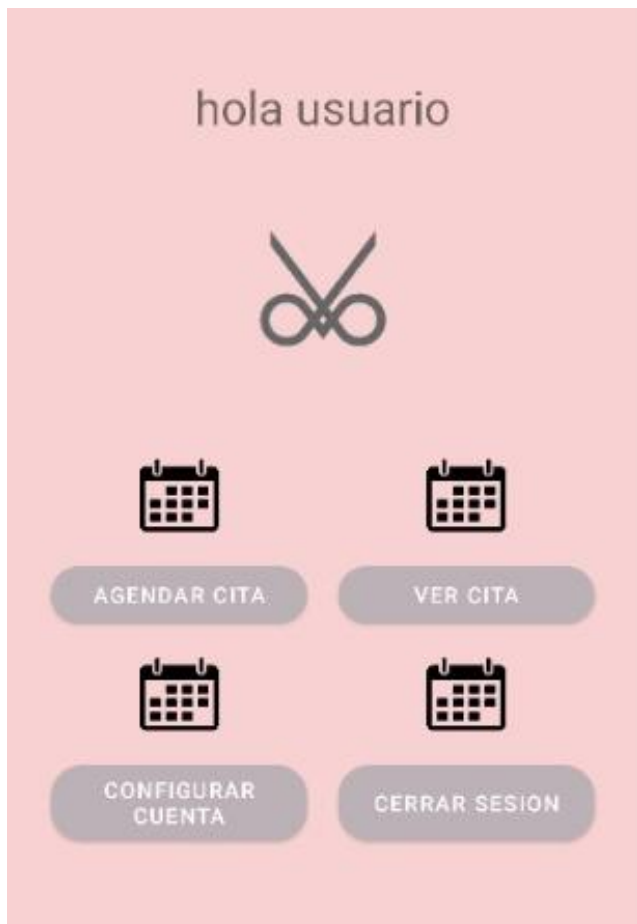 hola usuario
AGENDAR CITA
VER CITA
CONFIGURAR
CUENTA
CERRAR SESION